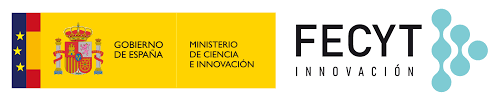 GOBIERNO
DE ESPAÑA
MINISTERIO
DE CIENCIA
E INNOVACIÓN
FECYT
INNOVACIÓN